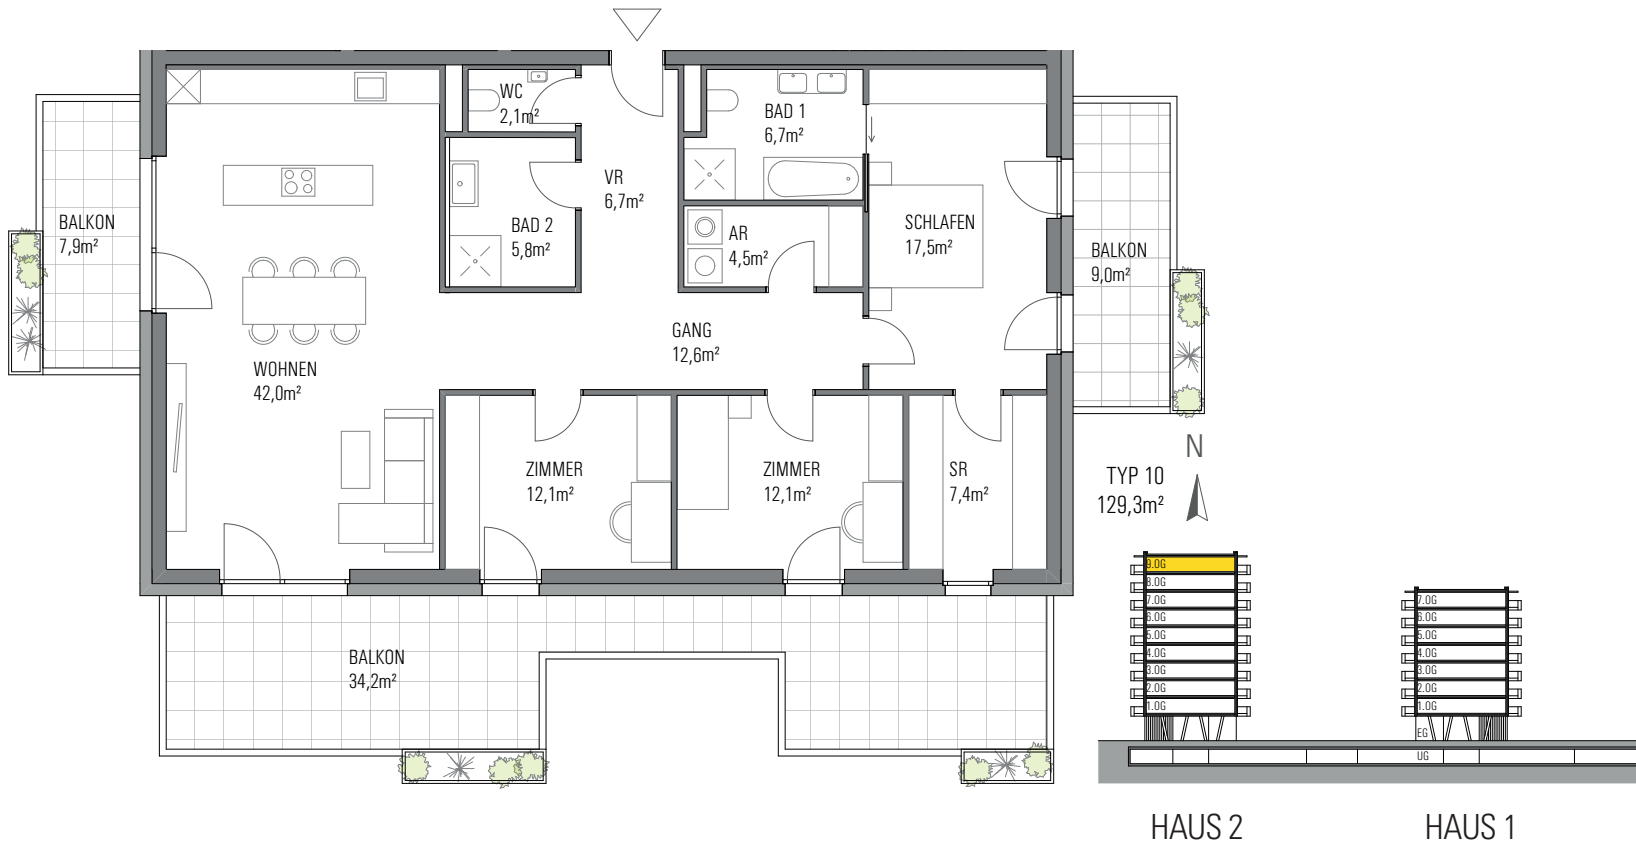 WC
2,1m²
BAD 1
6,7m²
VR
6,7m²
BALKON
7,9m²
BAD 2
5,8m²
AR
4,5m²
SCHLAFEN
17,5m²
BALKON
9,0m²
GANG
12,6m²
WOHNEN
42,0m²
ZIMMER
12,1m²
ZIMMER
12,1m²
SR
7,4m²
N
TYP 10
129,3m²
BALKON
34,2m²
9.OG
8.OG
7.OG
6.OG
5.OG
4.OG
3.OG
2.OG
1.OG
7.OG
6.OG
5.OG
4.OG
3.OG
2.OG
1.OG
EG
UG
HAUS 2
HAUS 1